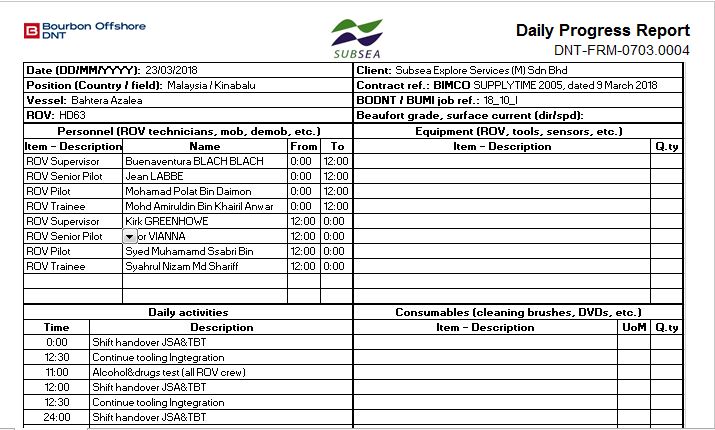 Bourbon Offshore
DNT
SUBSEA
Daily Progress Report
DNT-FRM-0703.0004
Date (DD/MM/YYYY): 23/03/2018 Client: Subsea Explore Services (M) Sdn Bhd
Position (Country / field): Malaysia / Kinabalu Contract ref.: BIMCO SUPPLYTIME 2005, dated 9 March 2018
Vessel: Bahtera Azalea BODNT / BUMI job ref.: 18_10_I
ROV: HD63 Beaufort grade, surface current (dir/spd):
Personnel (ROV technicians, mob, demob, etc.) Equipment (ROV, tools, sensors, etc.)
Item - Description Name From To Item - Description Q.ty
ROV Supervisor Buenaventura BLACH BLACH 0:00 12:00
ROV Senior Pilot Jean LABBE 0:00 12:00
ROV Pilot Mohamad Polat Bin Daimon 0:00 12:00
ROV Trainee Mohd Amiruldin Bin Khairil Anwar 0:00 12:00
ROV Supervisor Kirk GREENHOWE 12:00 0:00
ROV Senior Pilot or VIANNA 12:00 0:00
ROV Pilot Syed Muhamamd Ssabri Bin 12:00 0:00
ROV Trainee Syahrul Nizam Md Shariff 12:00 0:00
Daily activities Consumables (cleaning brushes, DVDs, etc.)
Time Description Item - Description UoM Q.ty
0:00 Shift handover JSA&TBT
12:30 Continue tooling Ingtegration
11:00 Alcohol&drugs test (all ROV crew)
12:00 Shift handover JSA&TBT
12:30 Continue tooling Ingtegration
24:00 Shift handover JSA&TBT